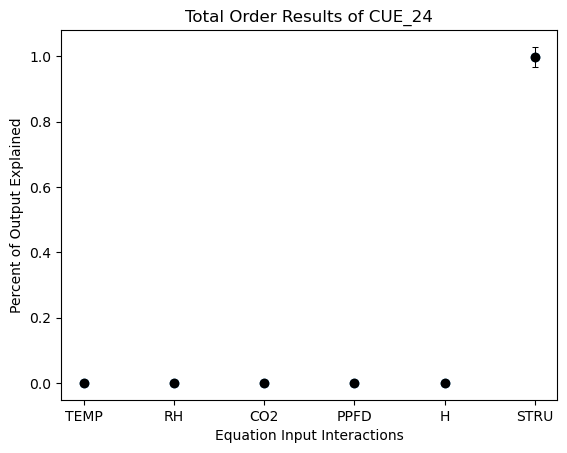 Total Order Results of CUE_24
Percent of Output Explained
1.0
0.8
0.6
0.4
0.2
0.0
TEMP RH CO2 PPFD H STRU
Equation Input Interactions